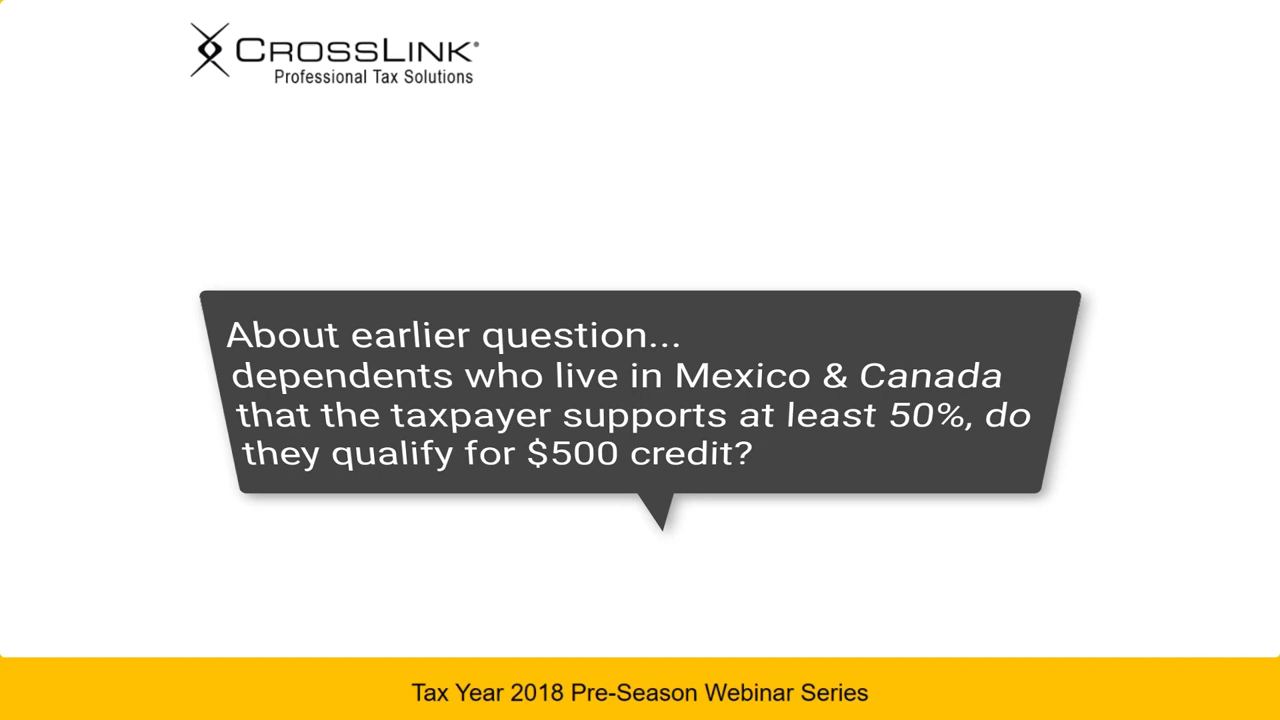 CROSSLINK®
Professional Tax Solutions
About earlier question...
dependents who live in Mexico & Canada
that the taxpayer supports at least 50%, do
they qualify for $500 credit?
Tax Year 2018 Pre-Season Webinar Series